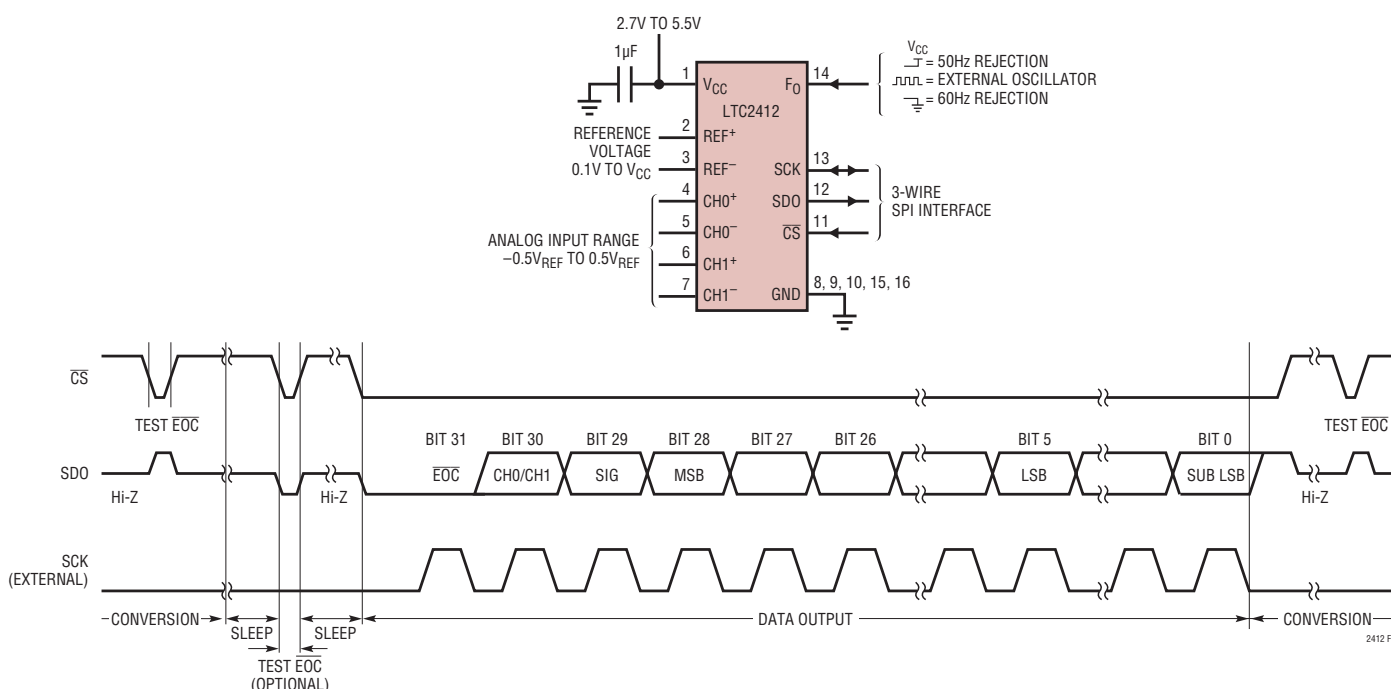 2.7V TO 5.5V
1µF
1
VCC
LTC2412
FO
14
VCC
= 50Hz REJECTION
= EXTERNAL OSCILLATOR
= 60Hz REJECTION
REFERENCE
VOLTAGE
0.1V TO VCC
2
REF+
3
REF–
SCK
13
SDO
12
CS
11
3-WIRE
SPI INTERFACE
ANALOG INPUT RANGE
–0.5VREF TO 0.5VREF
4
CH0+
5
CH0–
6
CH1+
7
CH1–
GND
8, 9, 10, 15, 16
CS
TEST EOC
TEST EOC
BIT 31
BIT 30
BIT 29
BIT 28
BIT 27
BIT 26
BIT 5
BIT 0
SDO
EOC
CH0/CH1
SIG
MSB
LSB
SUB LSB
Hi-Z
Hi-Z
Hi-Z
SCK
(EXTERNAL)
CONVERSION
SLEEP
SLEEP
DATA OUTPUT
CONVERSION
TEST EOC
(OPTIONAL)
2412 F